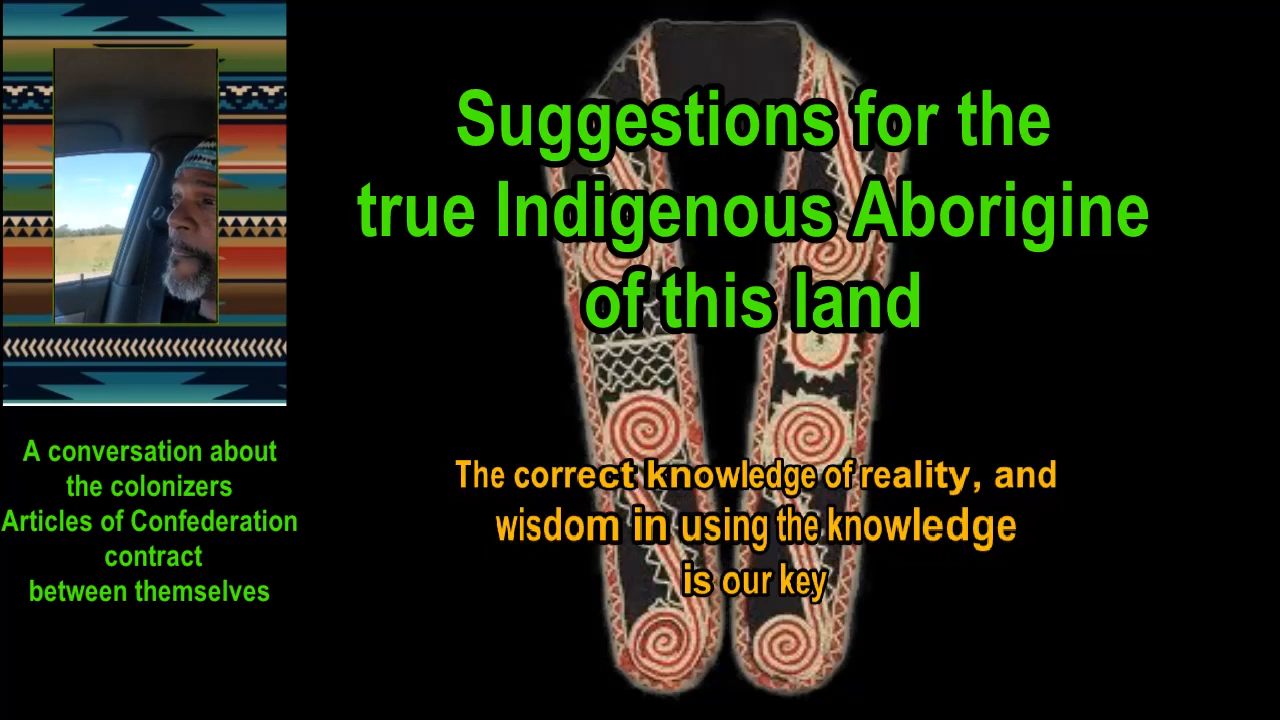 Suggestions for the
true Indigenous Aborigine
of this land
A conversation about
the colonizers
Articles of Confederation
contract
between themselves
The correct knowledge of reality, and
wisdom in using the knowledge
is our key